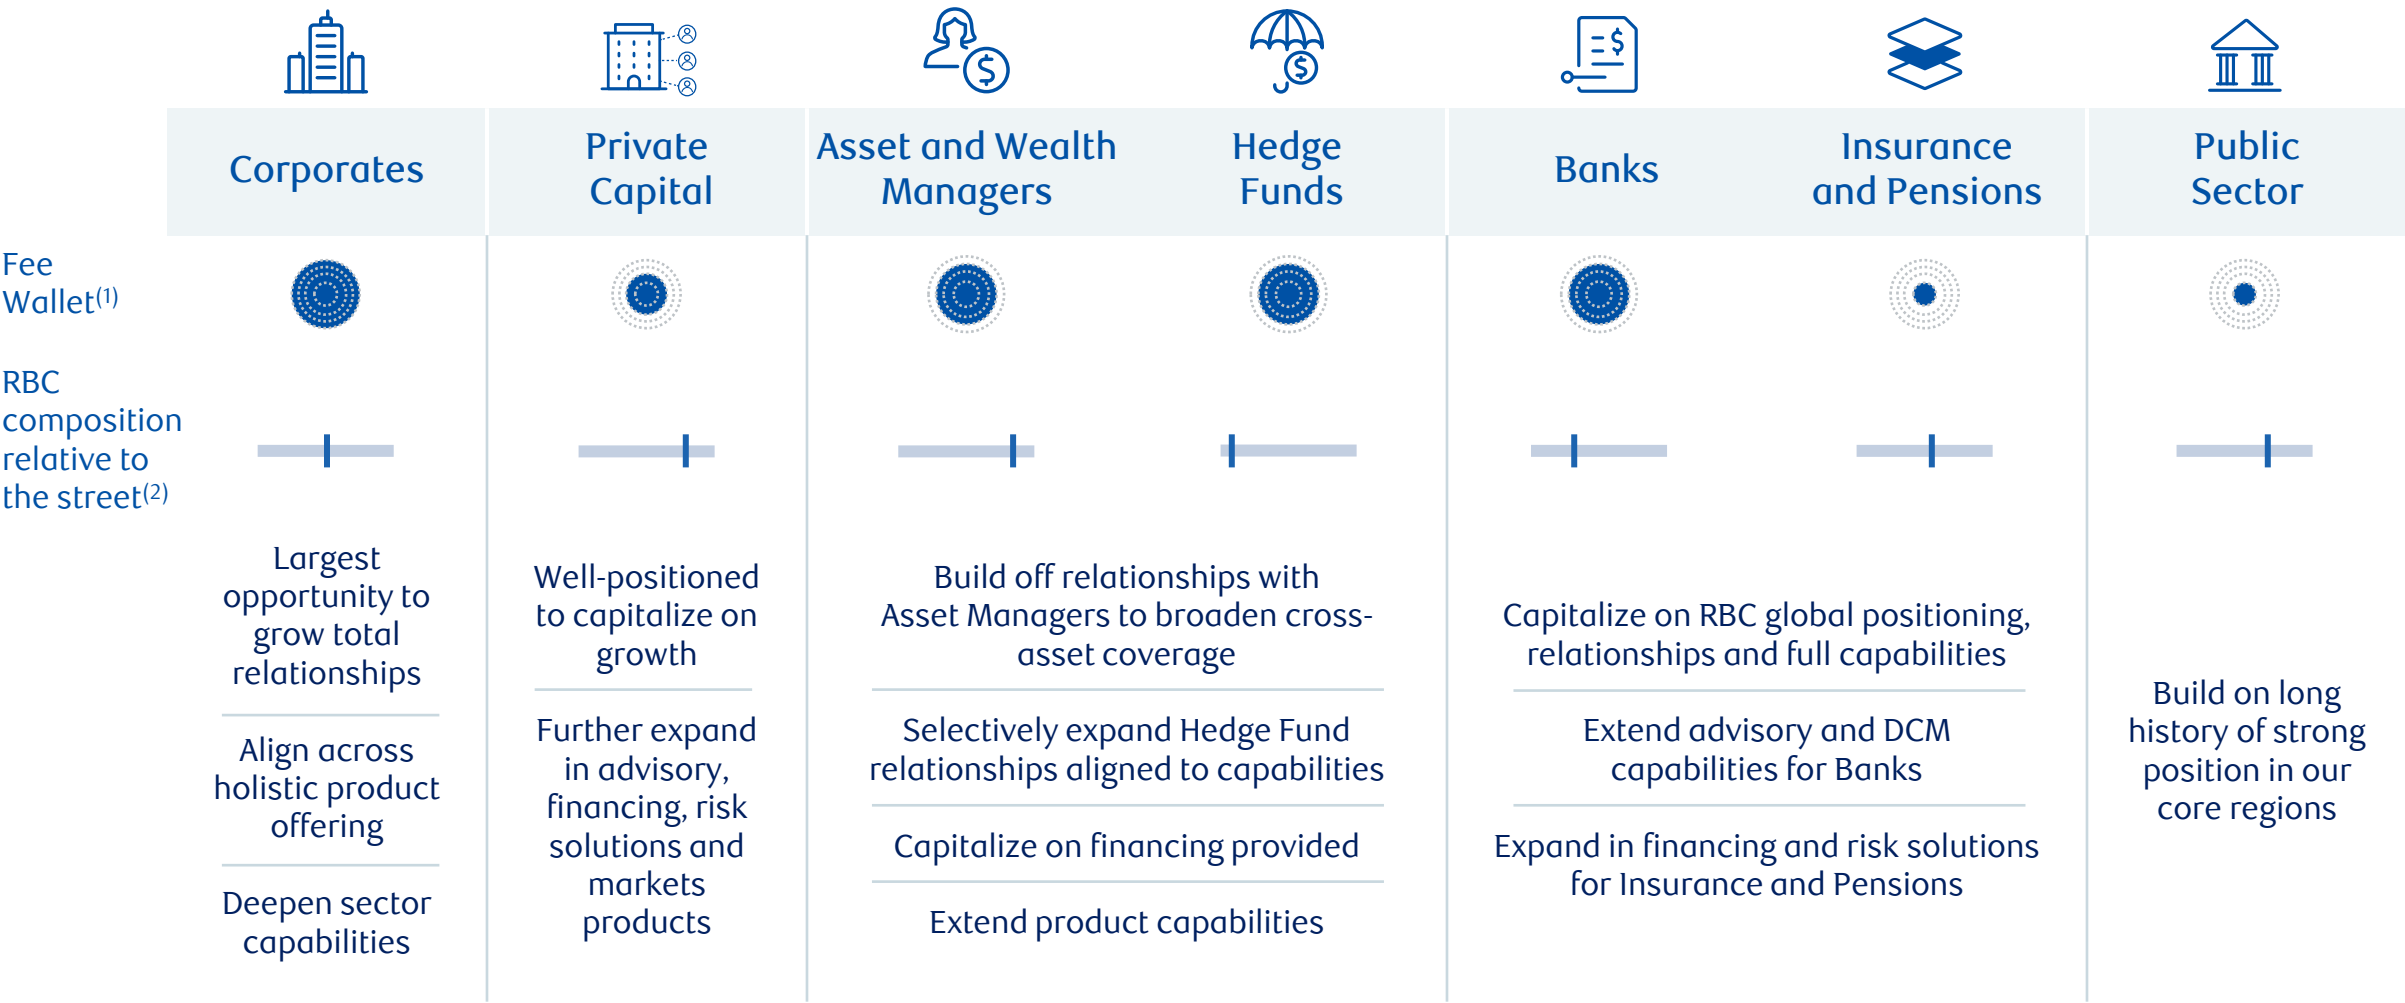 Corporates
Private
Capital
Asset and Wealth
Managers
Hedge
Funds
Banks
Insurance
and Pensions
Public
Sector
Fee
Wallet(1)
RBC
composition
relative to
the street(2)
Largest
opportunity to
grow total
relationships
Align across
holistic product
offering
Deepen sector
capabilities
Well-positioned
to capitalize on
growth
Further expand
in advisory,
financing, risk
solutions and
markets
products
Build off relationships with
Asset Managers to broaden cross-
asset coverage
Selectively expand Hedge Fund
relationships aligned to capabilities
Capitalize on financing provided
Extend product capabilities
Capitalize on RBC global positioning,
relationships and full capabilities
Extend advisory and DCM
capabilities for Banks
Expand in financing and risk solutions
for Insurance and Pensions
Build on long
history of strong
position in our
core regions